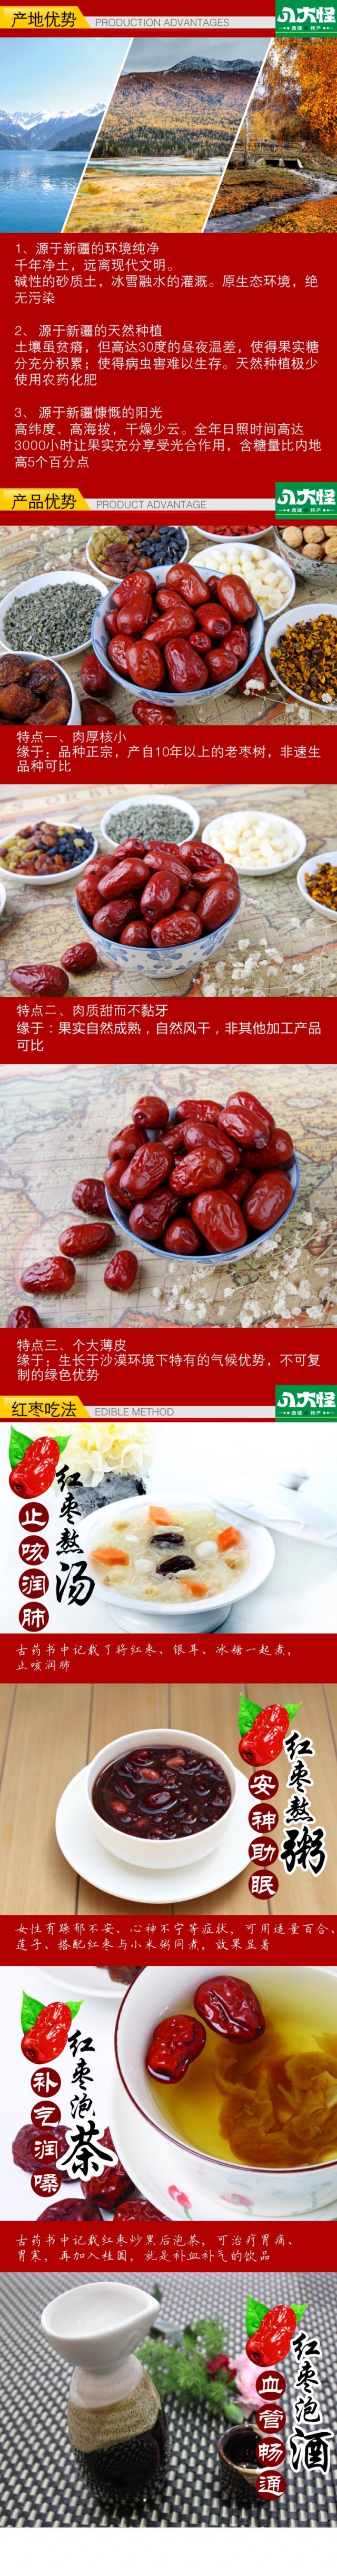 产地优势
PRODUCTION ADVANTAGES
八大怪
西域特产
1、源于新疆的环境纯净
千年净土，远离现代文明。
碱性的砂质土，冰雪融水的灌溉。原生态环境，绝
无污染
2、 源于新疆的天然种植
土壤虽贫瘠，但高达30度的昼夜温差，使得果实糖
分充分积累；使得病虫害难以生存。天然种植极少
使用农药化肥
3、 源于新疆慷慨的阳光
高纬度、高海拔，干燥少云。全年日照时间高达
3000小时让果实充分享受光合作用，含糖量比内地
高5个百分点
产品优势
PRODUCT ADVANTAGE
八大怪
西域特产
特点一、肉厚核小
缘于：品种正宗，产自10年以上的老枣树，非速生
品种可比
特点二、肉质甜而不黏牙
缘于：果实自然成熟，自然风干，非其他加工产品
可比
特点三、个大薄皮
缘于：生长于沙漠环境下特有的气候优势，不可复
制的绿色优势
红枣吃法
EDIBLE METHOD
八大怪
西域特产
红枣熬汤
止咳润肺
古药书中记载了将红枣、银耳、冰糖一起煮，
止咳润肺
红枣熬粥
安神助眠
女性有躁郁不安、心神不宁等症状，可用适量百合、
莲子、搭配红枣与小米粥同煮，效果显著
红枣泡茶
补气润嗓
古药书中记载红枣炒黑后泡茶，可治疗胃痛、
胃寒，再加入桂圆，就是补血补气的饮品
红枣泡酒
血管畅通